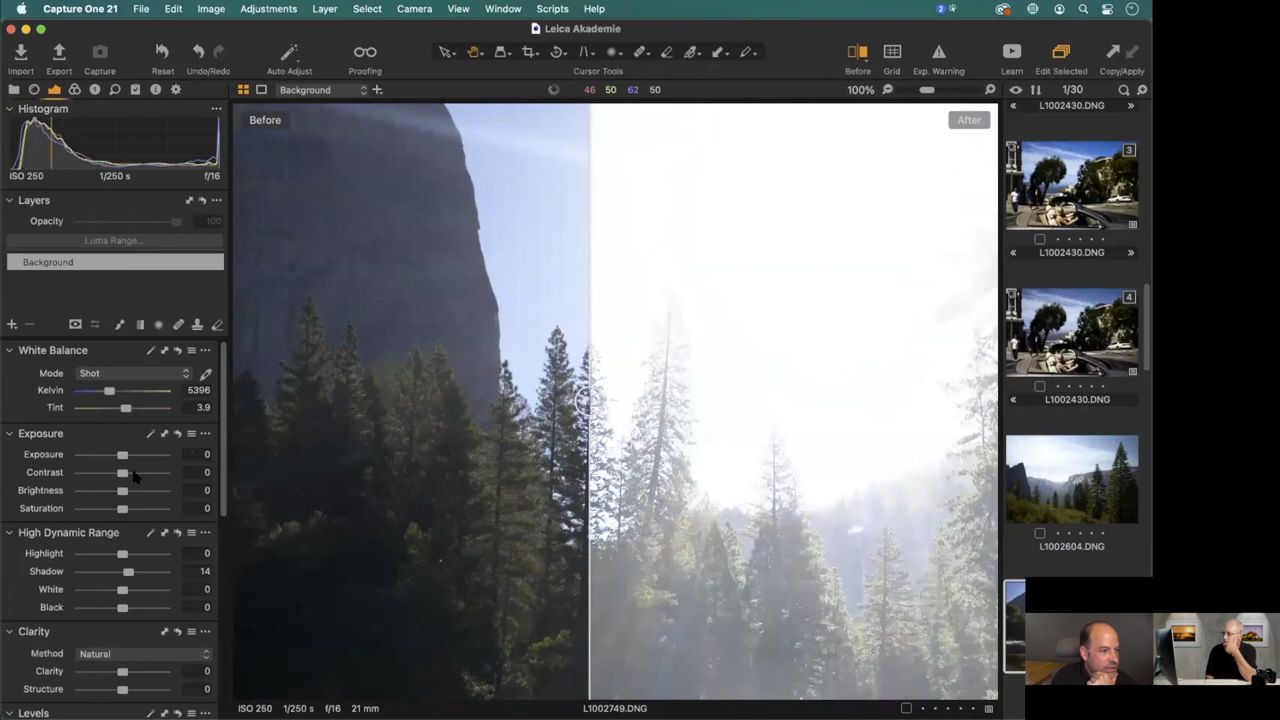 Capture One 21 File Edit Image Adjustments Layer Select Camera View Window Scripts Help 2
Leica Akademie
Import Export Capture Reset Undo/Redo Auto Adjust Proofing Cursor Tools Before Grid Exp. Warning Learn Edit Selected Copy/Apply
Background 46 50 62 50 100% 1/30
Histogram
ISO 250 1/250 s f/16
Layers
Opacity 100
Luma Range...
Background
White Balance
Mode Shot
Kelvin 5396
Tint 3.9
Exposure
Exposure 0
Contrast 0
Brightness 0
Saturation 0
High Dynamic Range
Highlight 0
Shadow 14
White 0
Black 0
Clarity
Method Natural
Clarity 0
Structure 0
Levels
Before
After
ISO 250 1/250 s f/16 21 mm L1002749.DNG
L1002430.DNG
3
L1002430.DNG
4
L1002430.DNG
L1002604.DNG